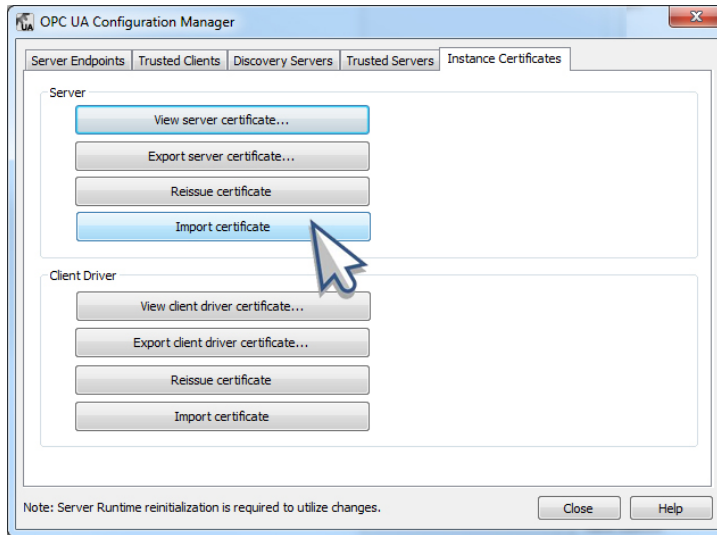 OPC UA Configuration Manager
Server Endpoints Trusted Clients Discovery Servers Trusted Servers Instance Certificates
Server
View server certificate...
Export server certificate...
Reissue certificate
Import certificate
Client Driver
View client driver certificate...
Export client driver certificate...
Reissue certificate
Import certificate
Note: Server Runtime reinitialization is required to utilize changes.
Close Help